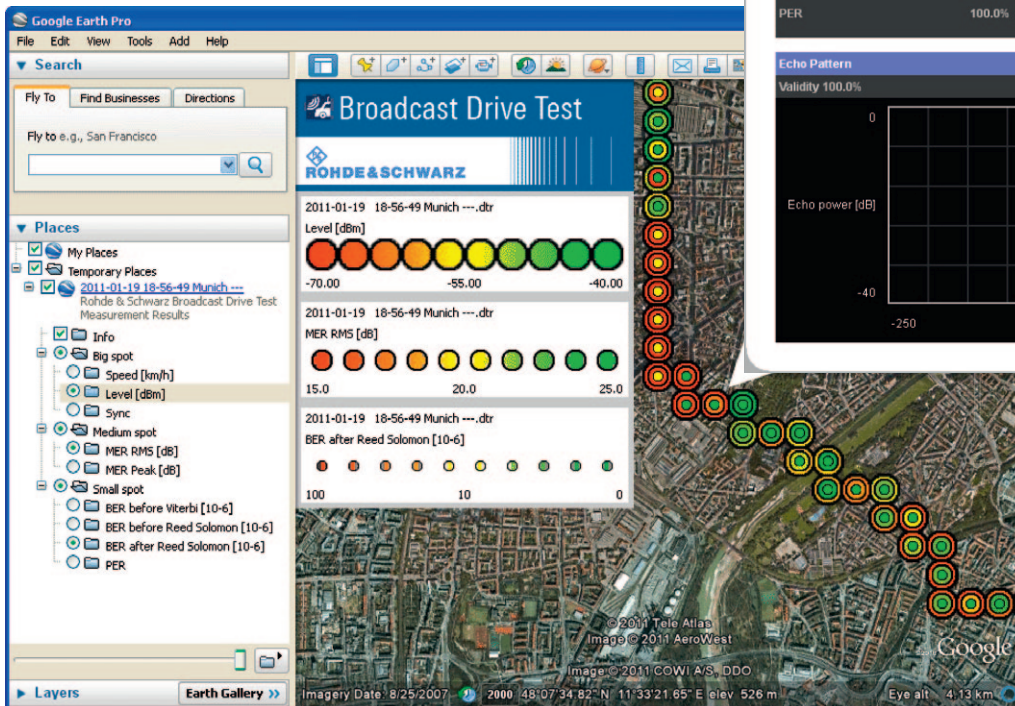 Google Earth Pro
File Edit View Tools Add Help
Search
Fly To Find Businesses Directions
Fly to e.g., San Francisco
Places
My Places
Temporary Places
2011-01-19 18-56-49 Munich ---
Rohde & Schwarz Broadcast Drive Test
Measurement Results
Info
Big spot
Speed [km/h]
Level [dBm]
Sync
Medium spot
MER RMS [dB]
MER Peak [dB]
Small spot
BER before Viterbi [10-6]
BER before Reed Solomon [10-6]
BER after Reed Solomon [10-6]
PER
Layers
Earth Gallery >>
Broadcast Drive Test
ROHDE&SCHWARZ
2011-01-19 18-56-49 Munich ---.dtr
Level [dBm]
-70.00 -55.00 -40.00
2011-01-19 18-56-49 Munich ---.dtr
MER RMS [dB]
15.0 20.0 25.0
2011-01-19 18-56-49 Munich ---.dtr
BER after Reed Solomon [10-6]
100 10 0
PER 100.0%
Echo Pattern
Validity 100.0%
0
Echo power [dB]
-40
-250
© 2011 Tele Atlas
Image © 2011 AeroWest
Image © 2011 COWI A/S, DDO
Google
Imagery Date: 8/25/2007 2000 48°07'34.82" N 11°33'21.65" E elev 526 m Eye alt 4.13 km